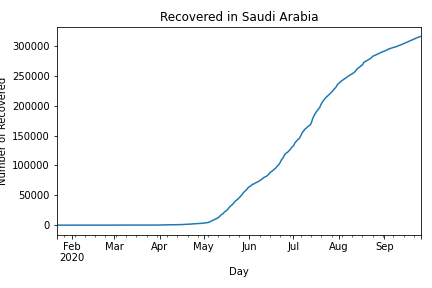 Recovered in Saudi Arabia
300000
250000
200000
150000
100000
50000
0
Number of Recovered
Feb Mar Apr May Jun Jul Aug Sep
2020
Day